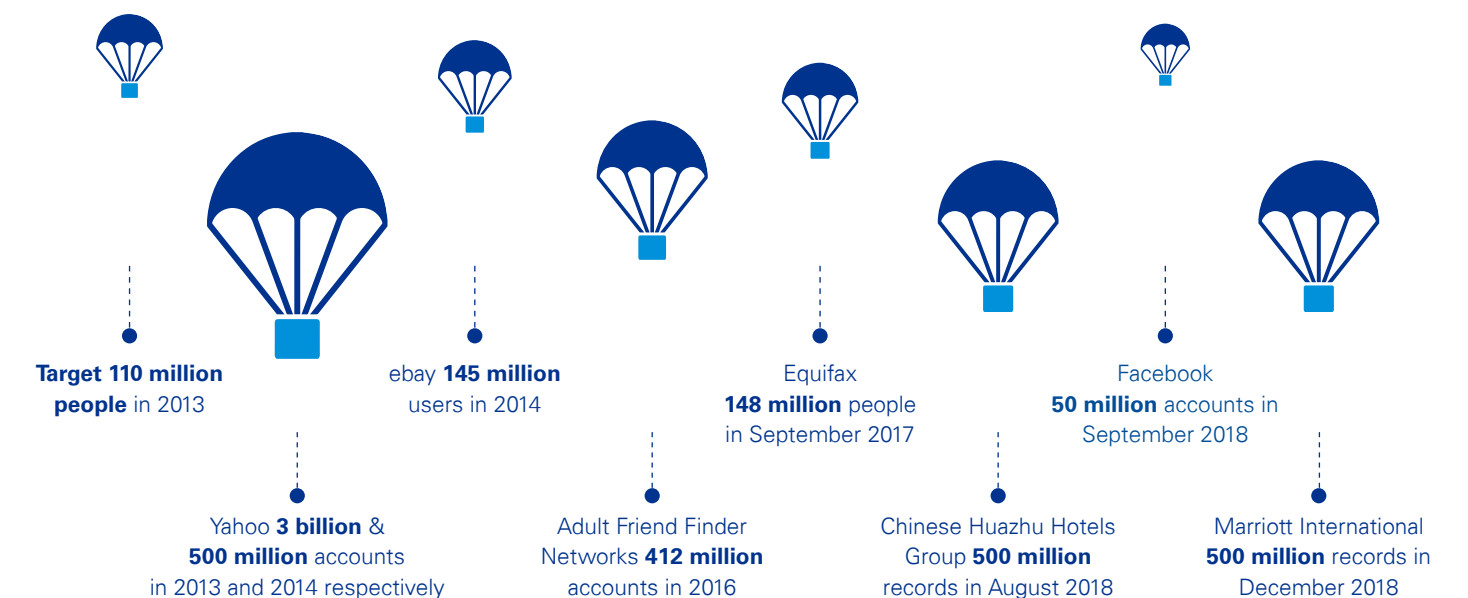 Target 110 million
people in 2013
Yahoo 3 billion &
500 million accounts
in 2013 and 2014 respectively
ebay 145 million
users in 2014
Adult Friend Finder
Networks 412 million
accounts in 2016
Equifax
148 million people
in September 2017
Chinese Huazhu Hotels
Group 500 million
records in August 2018
Facebook
50 million accounts in
September 2018
Marriott International
500 million records in
December 2018